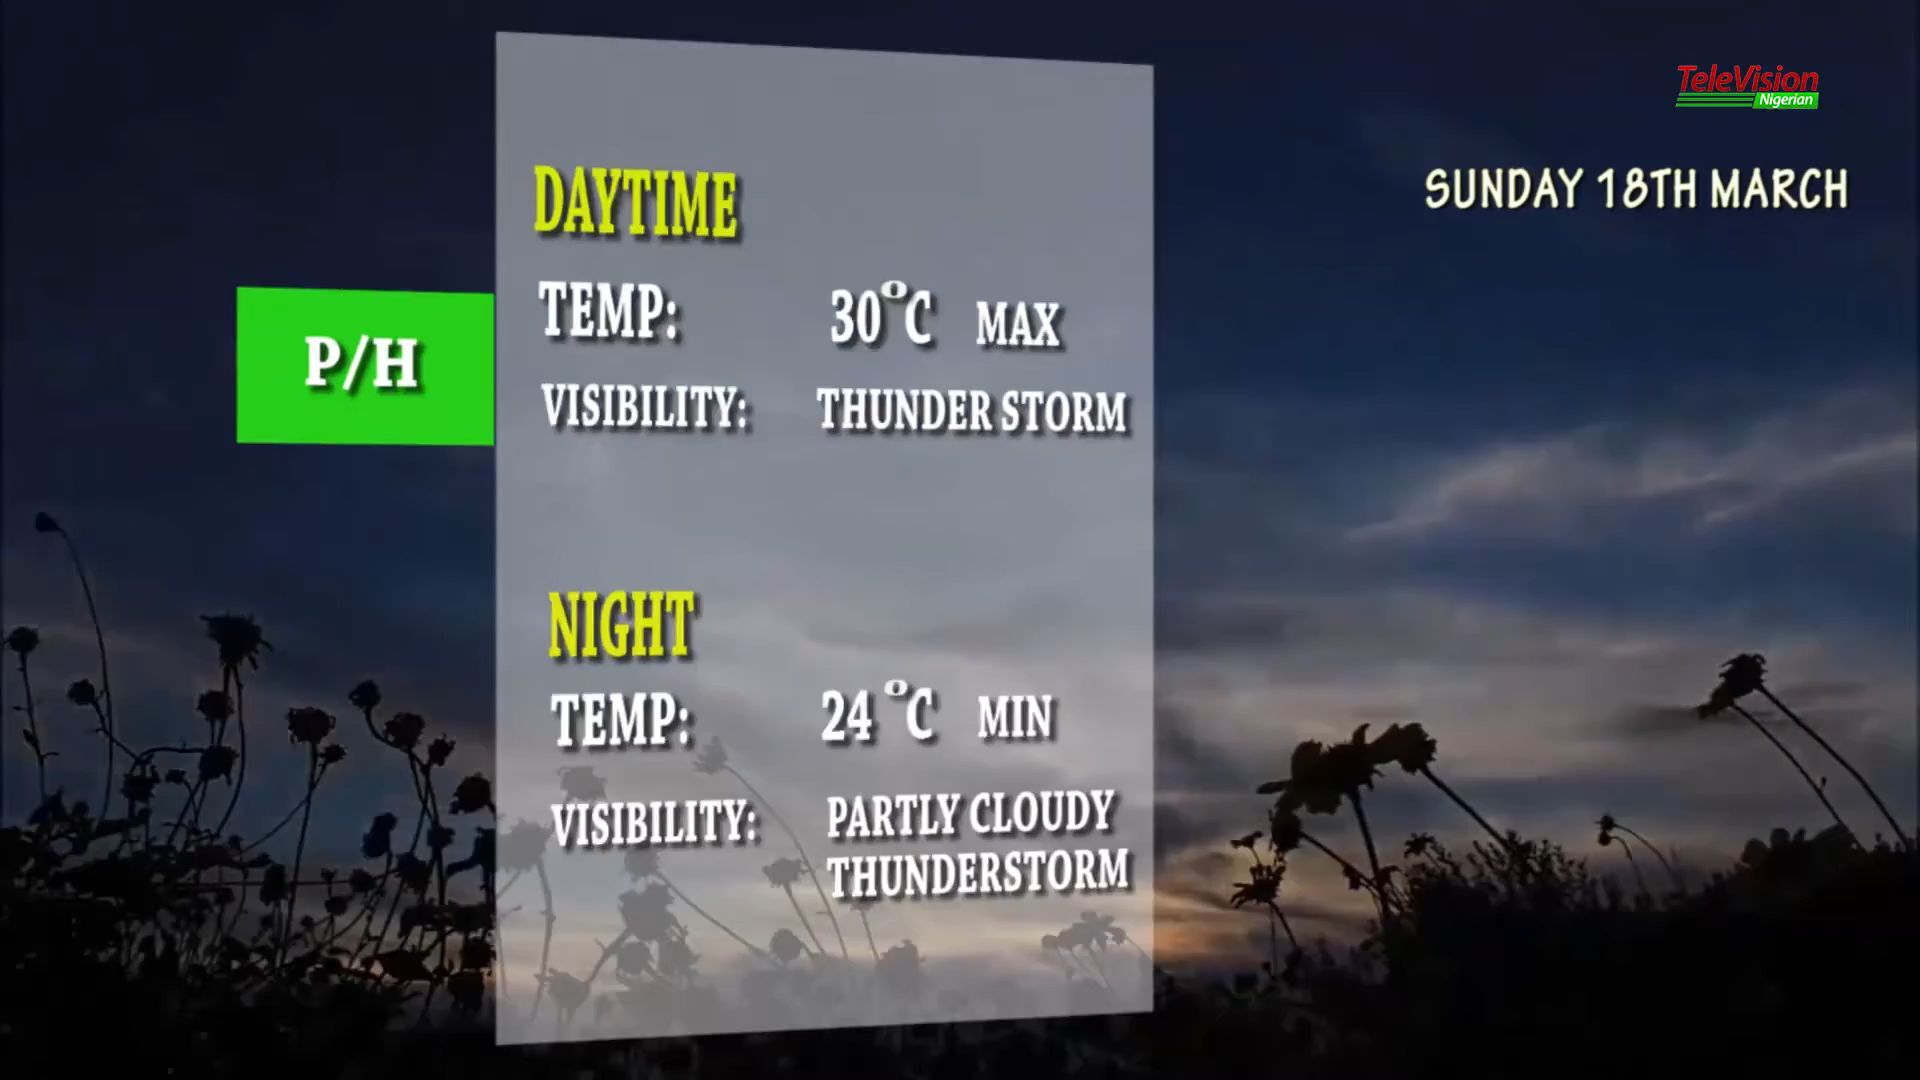 TeleVision
Nigerian
SUNDAY 18TH MARCH
P/H
DAYTIME
TEMP: 30°C MAX
VISIBILITY: THUNDER STORM
NIGHT
TEMP: 24 °C MIN
VISIBILITY: PARTLY CLOUDY
THUNDERSTORM